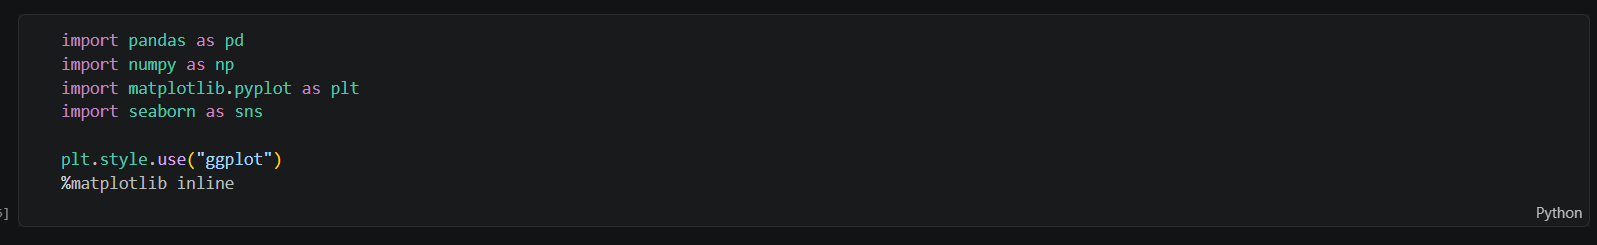 import pandas as pd
import numpy as np
import matplotlib.pyplot as plt
import seaborn as sns
plt.style.use("ggplot")
%matplotlib inline
]
Python